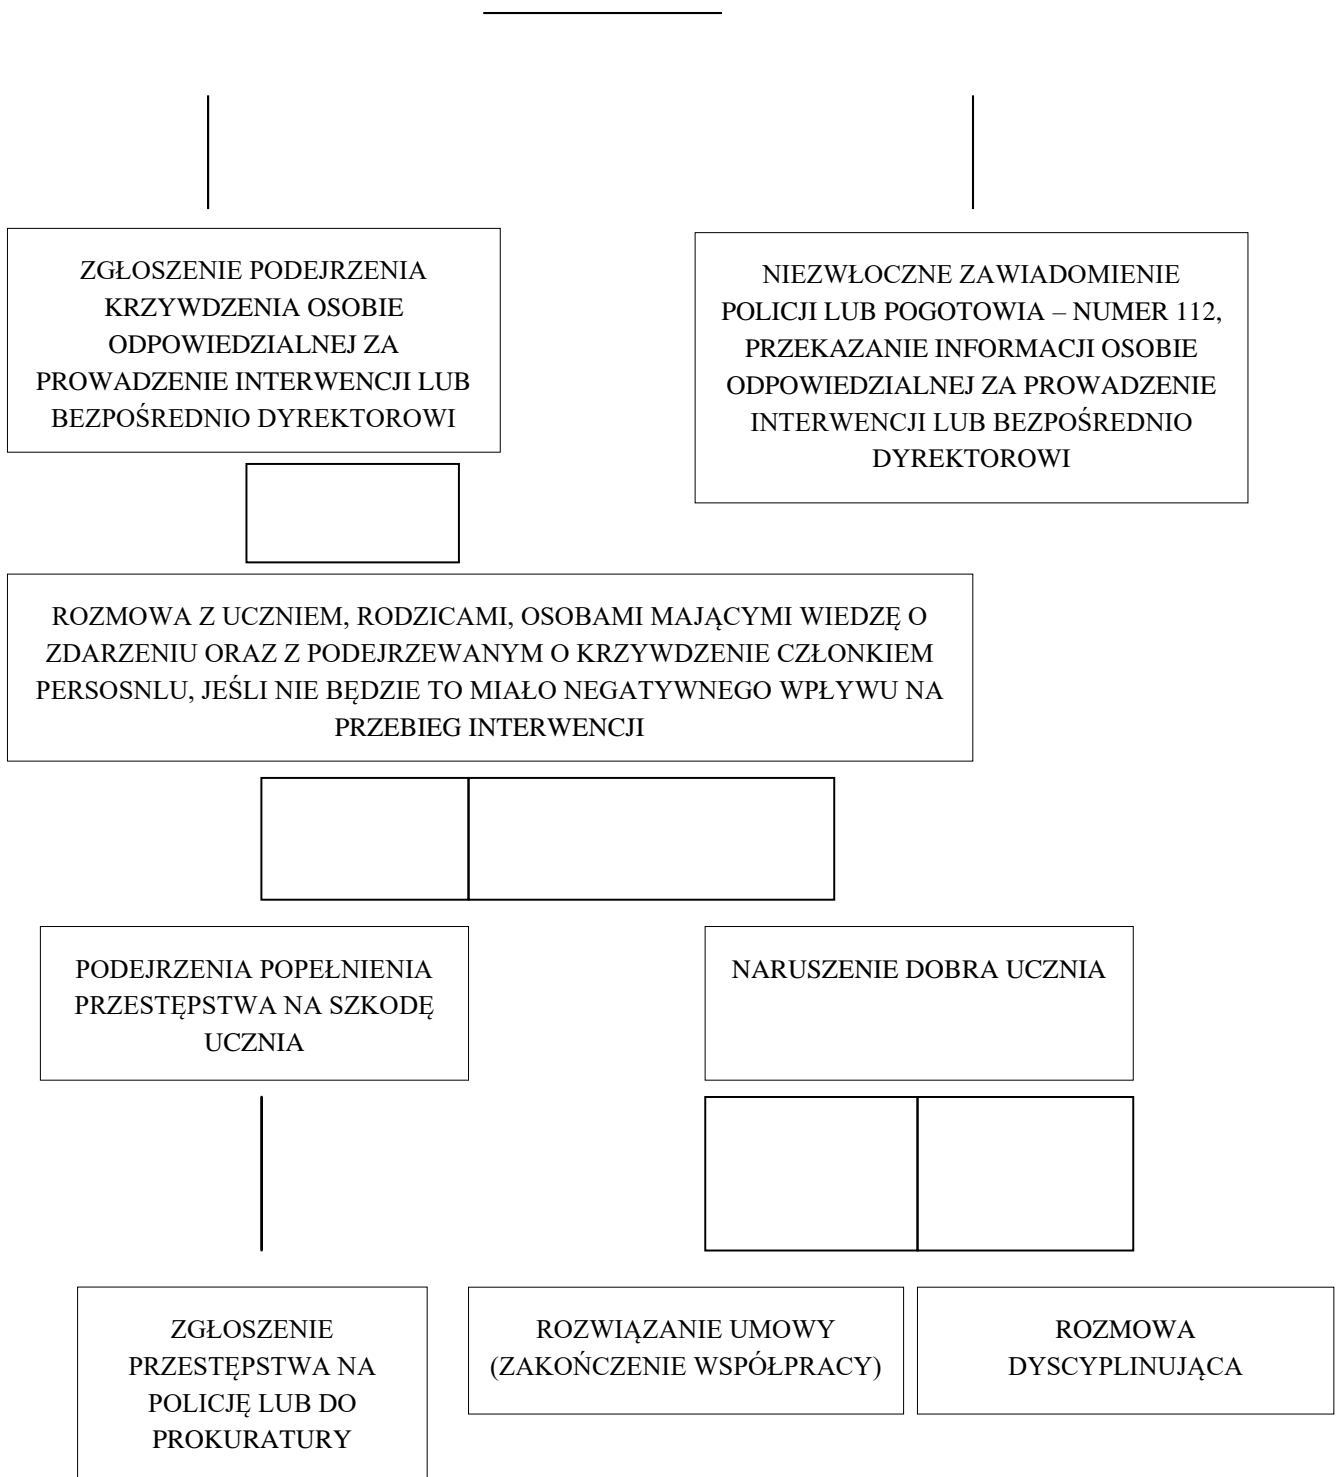 ZGŁOSZENIE PODEJRZENIA
KRZYWDZENIA OSOBIE
ODPOWIEDZIALNEJ ZA
PROWADZENIE INTERWENCJI LUB
BEZPOŚREDNIO DYREKTOROWI
NIEZWŁOCZNE ZAWIADOMIENIE
POLICJI LUB POGOTOWIA – NUMER 112,
PRZEKAZANIE INFORMACJI OSOBIE
ODPOWIEDZIALNEJ ZA PROWADZENIE
INTERWENCJI LUB BEZPOŚREDNIO
DYREKTOROWI
ROZMOWA Z UCZNIEM, RODZICAMI, OSOBAMI MAJĄCYMI WIEDZĘ O
ZDARZENIU ORAZ Z PODEJRZEWANYM O KRZYWDZENIE CZŁONKIEM
PERSOSNLU, JEŚLI NIE BĘDZIE TO MIAŁO NEGATYWNEGO WPŁYWU NA
PRZEBIEG INTERWENCJI
PODEJRZENIA POPEŁNIENIA
PRZESTĘPSTWA NA SZKODĘ
UCZNIA
NARUSZENIE DOBRA UCZNIA
ZGŁOSZENIE
PRZESTĘPSTWA NA
POLICJĘ LUB DO
PROKURATURY
ROZWIĄZANIE UMOWY
(ZAKOŃCZENIE WSPÓŁPRACY)
ROZMOWA
DYSCYPLINUJĄCA